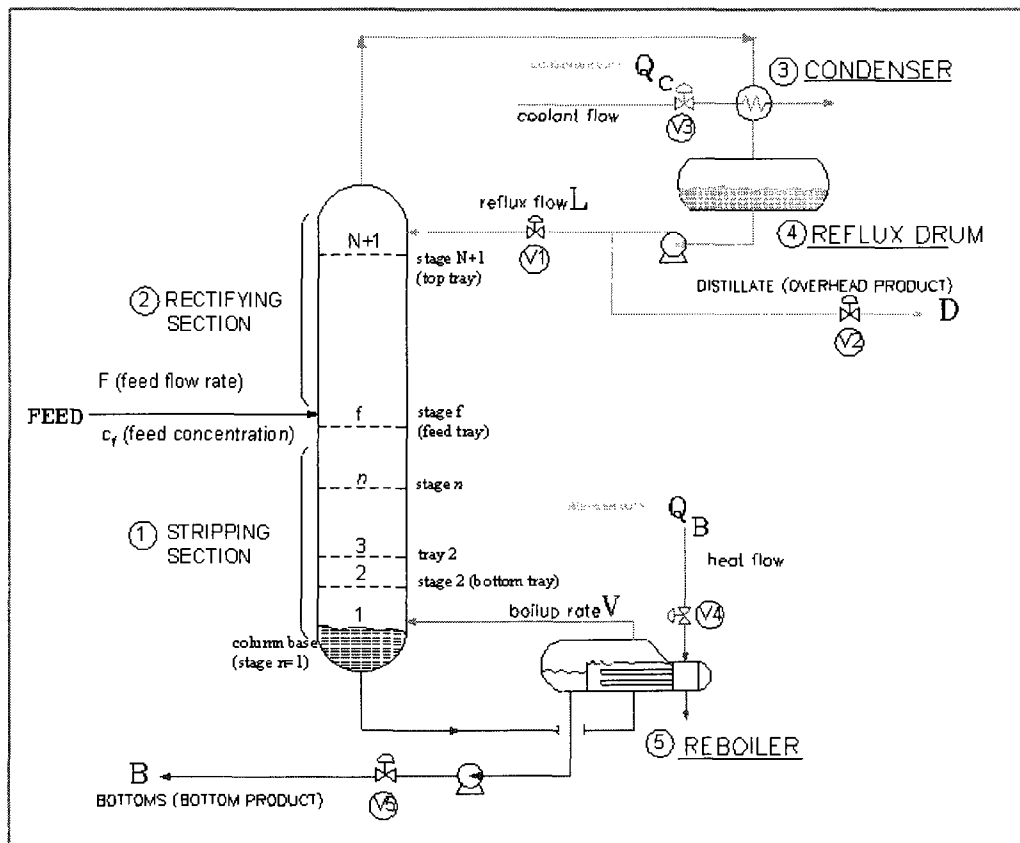 ③ CONDENSER
Q C
coolant flow
V3
④ REFLUX DRUM
reflux flow L
V1
DISTILLATE (OVERHEAD PRODUCT)
D
V2
N+1
stage N+1
(top tray)
② RECTIFYING
SECTION
F (feed flow rate)
FEED
c_f (feed concentration)
f
stage f
(feed tray)
n
stage n
① STRIPPING
SECTION
3
tray 2
2
stage 2 (bottom tray)
1
column base
(stage n=1)
Q B
heat flow
V4
boilup rate V
⑤ REBOILER
B
BOTTOMS (BOTTOM PRODUCT)
V5